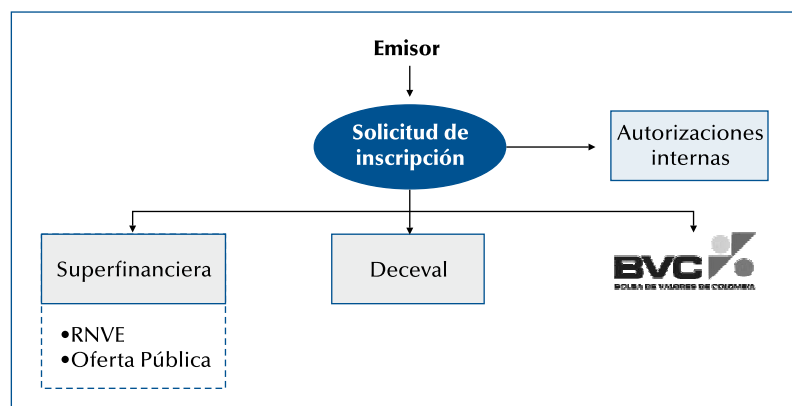 Emisor
Solicitud de
inscripción
Autorizaciones
internas
Superfinanciera
Deceval
BVC
BOLSA DE VALORES DE COLOMBIA
•RNVE
•Oferta Pública